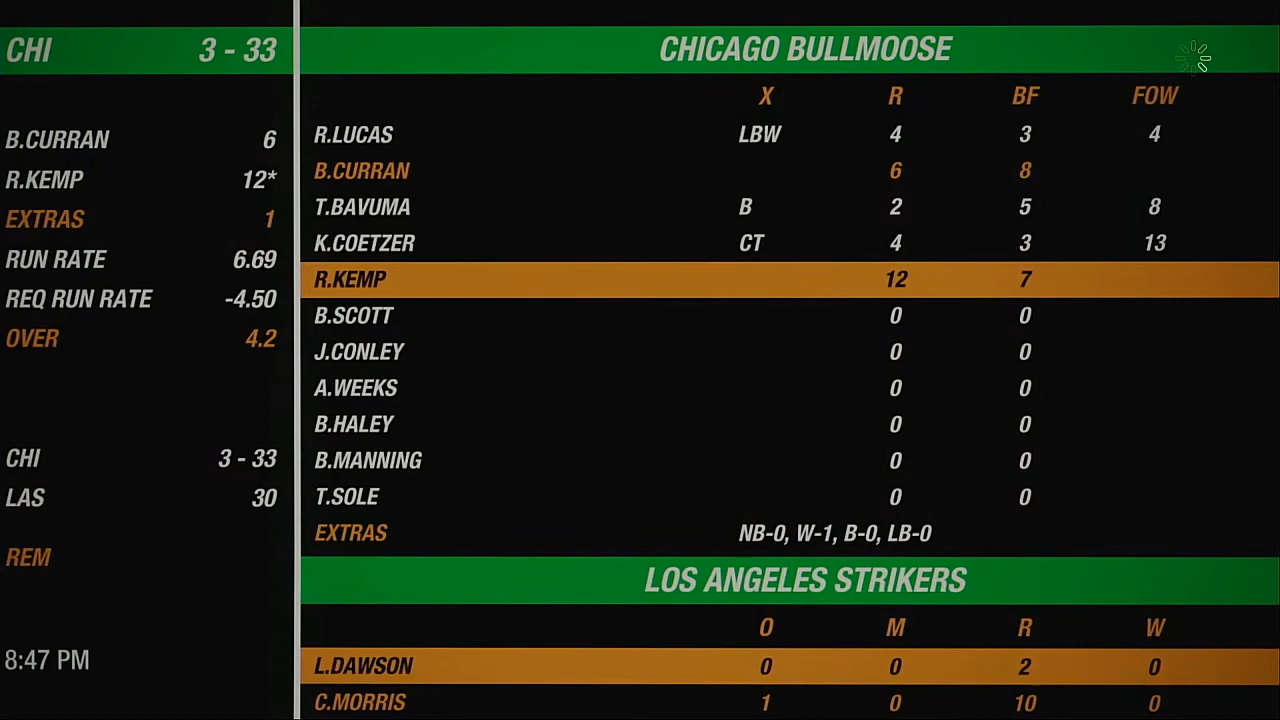 CHI 3 - 33
B.CURRAN 6
R.KEMP 12*
EXTRAS 1
RUN RATE 6.69
REQ RUN RATE -4.50
OVER 4.2
CHI 3 - 33
LAS 30
REM
8:47 PM
CHICAGO BULLMOOSE
X R BF FOW
R.LUCAS LBW 4 3 4
B.CURRAN 6 8
T.BAVUMA B 2 5 8
K.COETZER CT 4 3 13
R.KEMP 12 7
B.SCOTT 0 0
J.CONLEY 0 0
A.WEEKS 0 0
B.HALEY 0 0
B.MANNING 0 0
T.SOLE 0 0
EXTRAS NB-0, W-1, B-0, LB-0
LOS ANGELES STRIKERS
O M R W
L.DAWSON 0 0 2 0
C.MORRIS 1 0 10 0